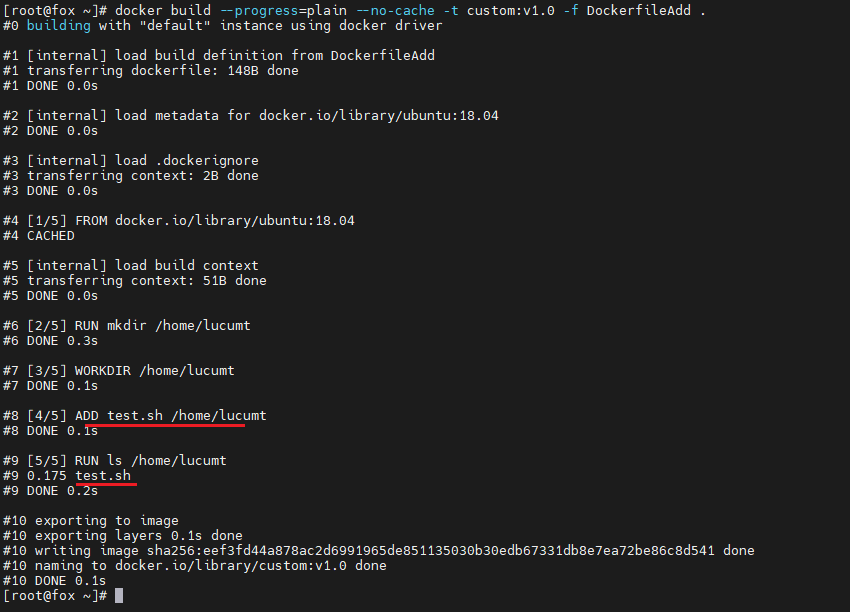 [root@fox ~]# docker build --progress=plain --no-cache -t custom:v1.0 -f DockerfileAdd .
#0 building with "default" instance using docker driver
#1 [internal] load build definition from DockerfileAdd
#1 transferring dockerfile: 148B done
#1 DONE 0.0s
#2 [internal] load metadata for docker.io/library/ubuntu:18.04
#2 DONE 0.0s
#3 [internal] load .dockerignore
#3 transferring context: 2B done
#3 DONE 0.0s
#4 [1/5] FROM docker.io/library/ubuntu:18.04
#4 CACHED
#5 [internal] load build context
#5 transferring context: 51B done
#5 DONE 0.0s
#6 [2/5] RUN mkdir /home/lucumt
#6 DONE 0.3s
#7 [3/5] WORKDIR /home/lucumt
#7 DONE 0.1s
#8 [4/5] ADD test.sh /home/lucumt
#8 DONE 0.1s
#9 [5/5] RUN ls /home/lucumt
#9 0.175 test.sh
#9 DONE 0.2s
#10 exporting to image
#10 exporting layers 0.1s done
#10 writing image sha256:eef3fd44a878ac2d6991965de851135030b30edb67331db8e7ea72be86c8d541 done
#10 naming to docker.io/library/custom:v1.0 done
#10 DONE 0.1s
[root@fox ~]#